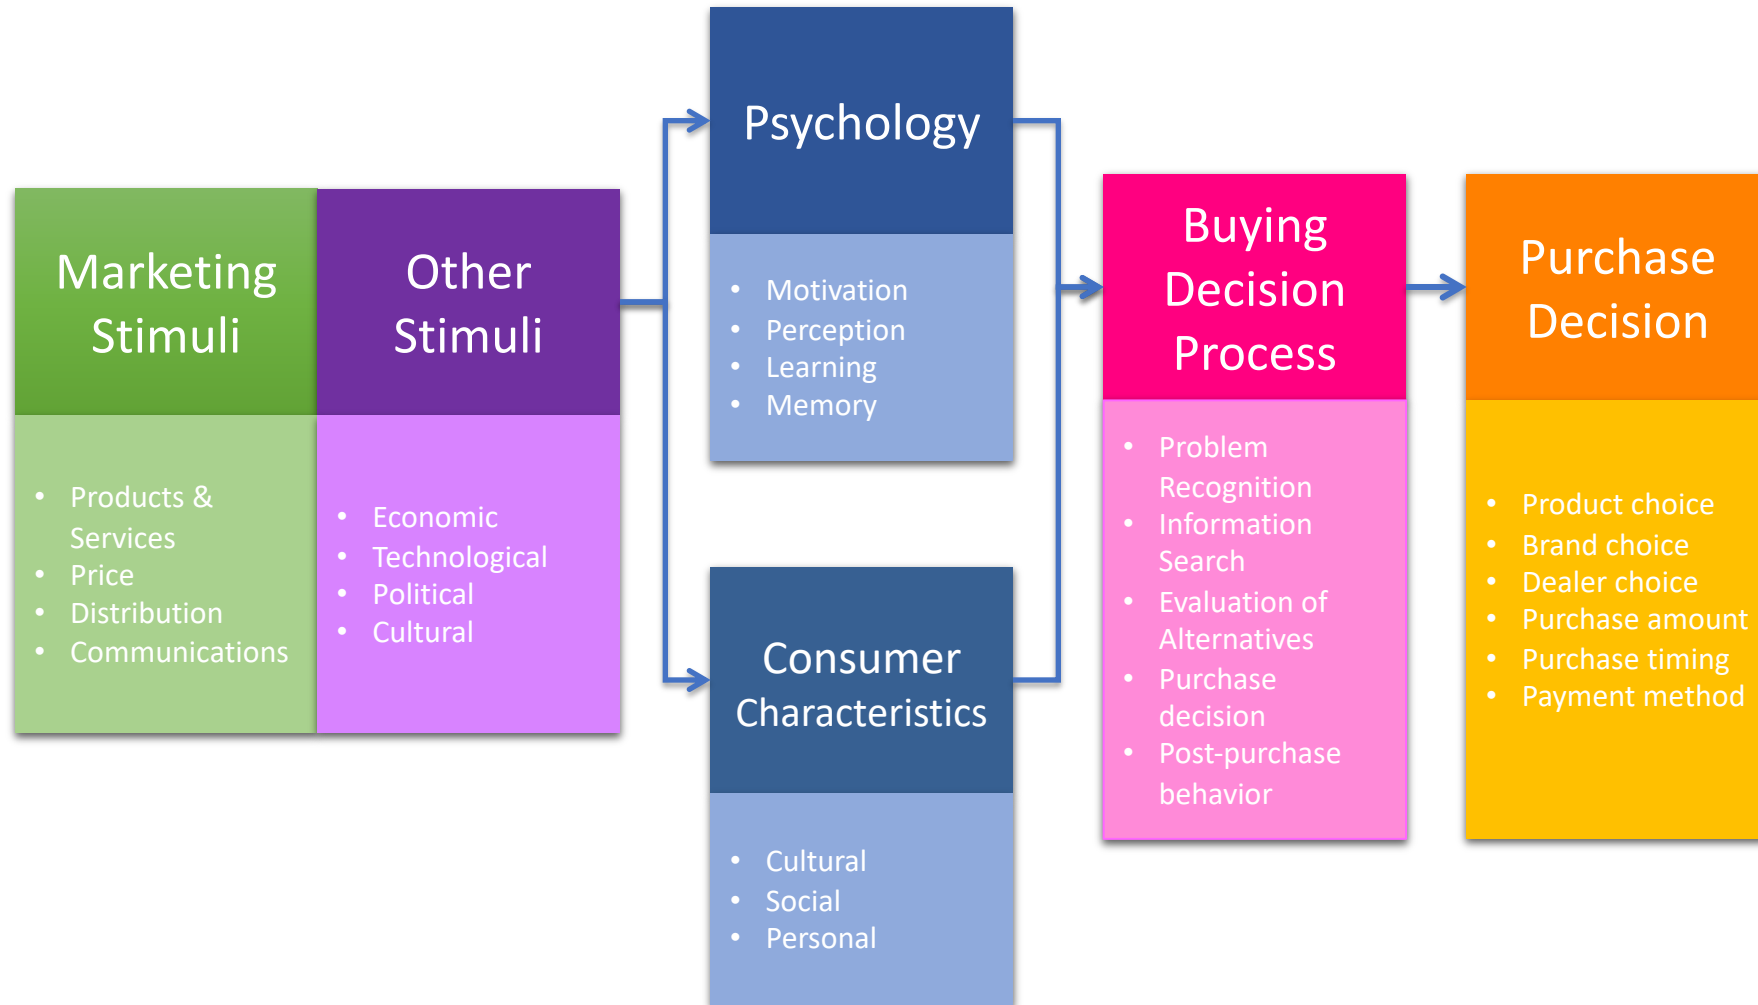 Marketing
Stimuli
• Products &
Services
• Price
• Distribution
• Communications
Other
Stimuli
• Economic
• Technological
• Political
• Cultural
Psychology
• Motivation
• Perception
• Learning
• Memory
Consumer
Characteristics
• Cultural
• Social
• Personal
Buying
Decision
Process
• Problem
Recognition
• Information
Search
• Evaluation of
Alternatives
• Purchase
decision
• Post-purchase
behavior
Purchase
Decision
• Product choice
• Brand choice
• Dealer choice
• Purchase amount
• Purchase timing
• Payment method